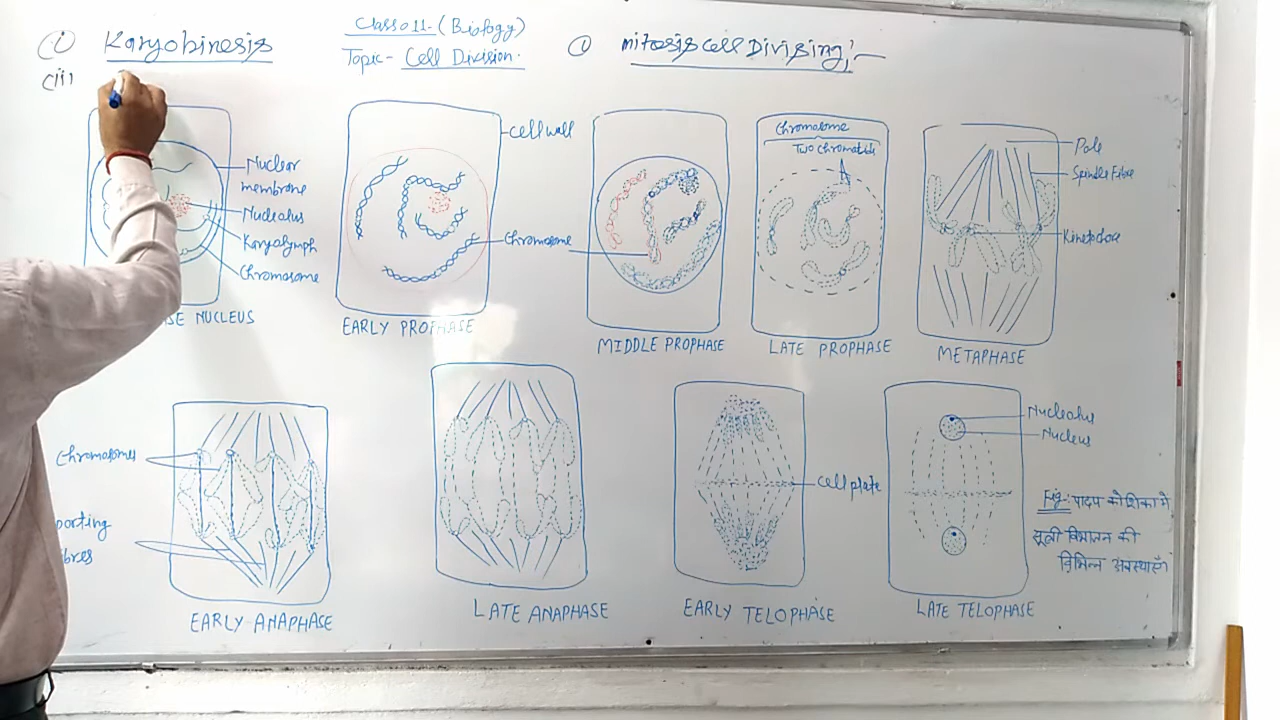 (i) Karyokinesis
(ii)
Class 11 - (Biology)
Topic - Cell Division.
(i) mitosis cell Divising;-
Nuclear
membrane
Nucleolus
Karyolymph
Chromosome
SE NUCLEUS
cell wall
Chromosome
EARLY PROPHASE
MIDDLE PROPHASE
Chromosome
Two chromatids
LATE PROPHASE
Pole
Spindle Fibre
Kinetochore
METAPHASE
Chromosomes
porting
ibres
EARLY ANAPHASE
LATE ANAPHASE
cell plate
EARLY TELOPHASE
Nucleolus
Nucleus
LATE TELOPHASE
Fig:- पादप कोशिका में
सूत्री विभाजन की
विभिन्न अवस्थाएँ